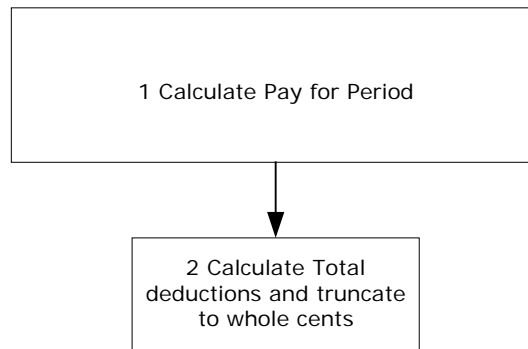 1 Calculate Pay for Period
2 Calculate Total
deductions and truncate
to whole cents